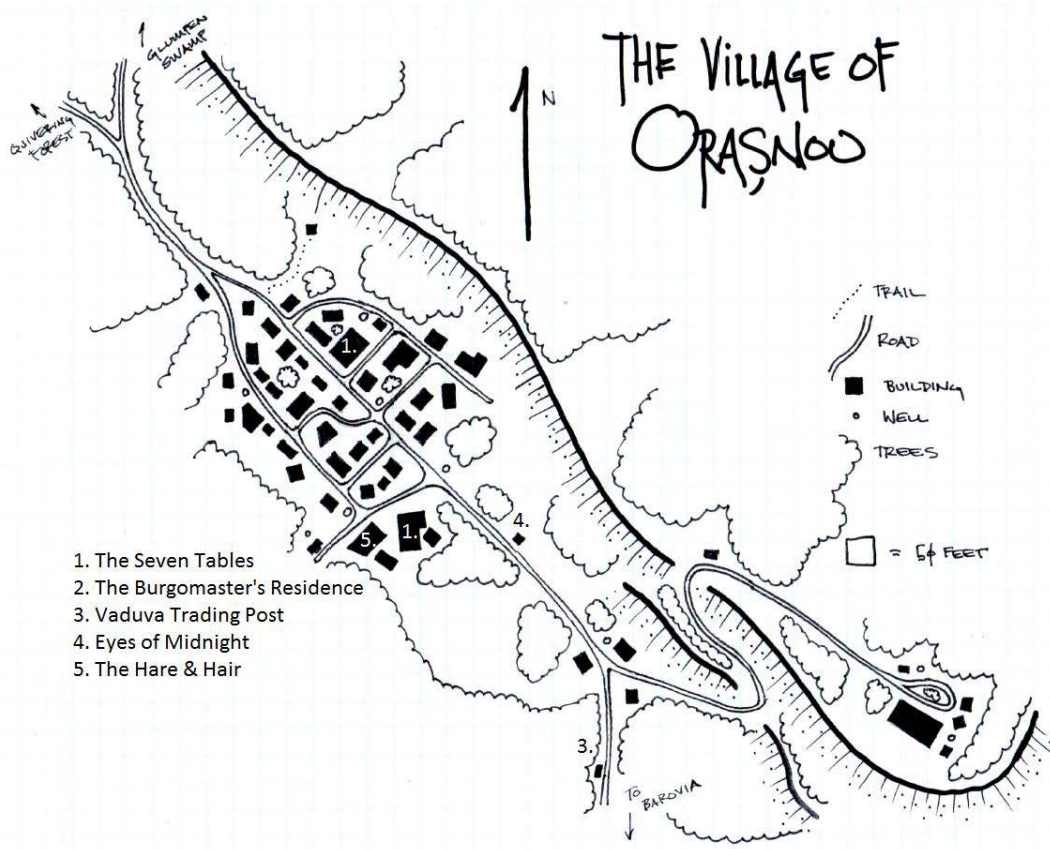 GLUMPEN
SWAMP
QUIVERING
FOREST
N
THE VILLAGE OF
ORAȘNOU
TRAIL
ROAD
BUILDING
WELL
TREES
= 50 FEET
1.
1.
5.
4.
1. The Seven Tables
2. The Burgomaster's Residence
3. Vaduva Trading Post
4. Eyes of Midnight
5. The Hare & Hair
3.
TO
BAROVIA